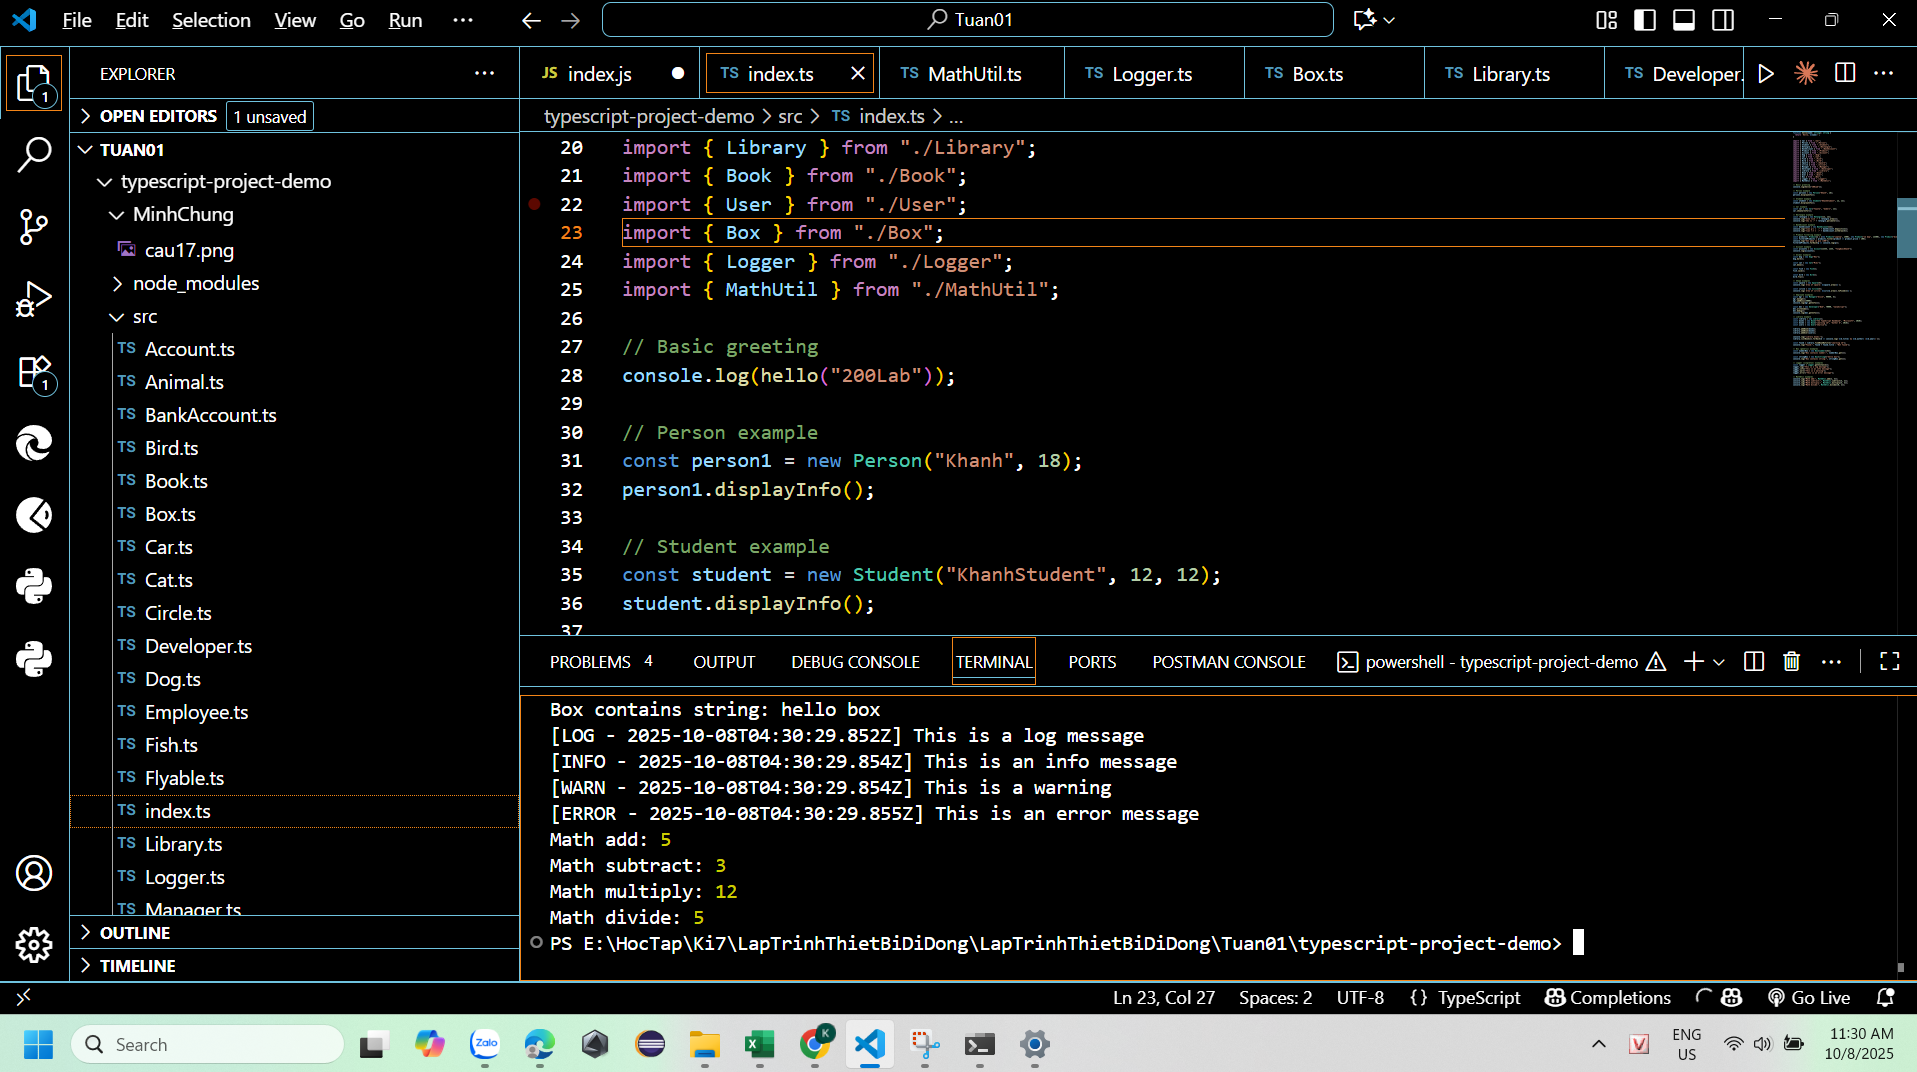 File Edit Selection View Go Run ··· Tuan01
EXPLORER
OPEN EDITORS 1 unsaved
TUAN01
typescript-project-demo
MinhChung
cau17.png
node_modules
src
TS Account.ts
TS Animal.ts
TS BankAccount.ts
TS Bird.ts
TS Book.ts
TS Box.ts
TS Car.ts
TS Cat.ts
TS Circle.ts
TS Developer.ts
TS Dog.ts
TS Employee.ts
TS Fish.ts
TS Flyable.ts
TS index.ts
TS Library.ts
TS Logger.ts
TS Manager.ts
OUTLINE
TIMELINE
1
1
JS index.js TS index.ts TS MathUtil.ts TS Logger.ts TS Box.ts TS Library.ts TS Developer.
typescript-project-demo > src > TS index.ts > ...
20 import { Library } from "./Library";
21 import { Book } from "./Book";
22 import { User } from "./User";
23 import { Box } from "./Box";
24 import { Logger } from "./Logger";
25 import { MathUtil } from "./MathUtil";
26
27 // Basic greeting
28 console.log(hello("200Lab"));
29
30 // Person example
31 const person1 = new Person("Khanh", 18);
32 person1.displayInfo();
33
34 // Student example
35 const student = new Student("KhanhStudent", 12, 12);
36 student.displayInfo();
37
PROBLEMS 4 OUTPUT DEBUG CONSOLE TERMINAL PORTS POSTMAN CONSOLE powershell - typescript-project-demo
Box contains string: hello box
[LOG - 2025-10-08T04:30:29.852Z] This is a log message
[INFO - 2025-10-08T04:30:29.854Z] This is an info message
[WARN - 2025-10-08T04:30:29.854Z] This is a warning
[ERROR - 2025-10-08T04:30:29.855Z] This is an error message
Math add: 5
Math subtract: 3
Math multiply: 12
Math divide: 5
PS E:\HocTap\Ki7\LapTrinhThietBiDiDong\LapTrinhThietBiDiDong\Tuan01\typescript-project-demo>
Ln 23, Col 27 Spaces: 2 UTF-8 {} TypeScript Completions Go Live
Search
Zalo
K
V
ENG
US
11:30 AM
10/8/2025